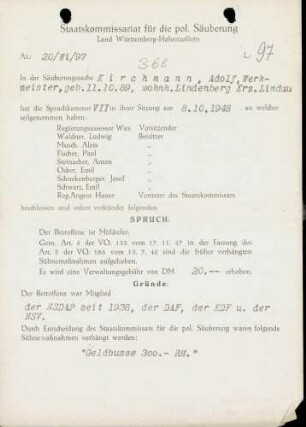 Staatskommissariat für die pol. Säuberung
Land Württemberg-Hohenzollern
Nr. 20/VI/97
L 97
366
In der Säuberungssache Kirchmann, Adolf, Werk-
meister, geb. 11.10.89, wohnh. Lindenberg Krs. Lindau
hat die Spruchkammer VII in ihrer Sitzung am 8.10.1948 an welcher
teilgenommen haben:
Regierungsassessor Wax Vorsitzender
Waldner, Ludwig Beisitzer
Musch, Alois "
Fischer, Paul "
Steinacher, Anton "
Osker, Emil "
Schreckenberger, Josef "
Schwarz, Emil "
Reg.Angest. Hauer Vertreter des Staatskommissars
beschlossen und sofort verkündet folgenden
SPRUCH:
Der Betroffene ist Mitläufer.
Gem. Art. 4 der VO. 133 vom 17. 11. 47 in der Fassung des
Art. 5 der VO. 165 vom 13. 7. 48 sind die früher verhängten
Sühnemaßnahmen aufgehoben.
Es wird eine Verwaltungsgebühr von DM 20.-- erhoben.
Gründe:
Der Betroffene war Mitglied
der NSDAP seit 1938, der DAF, der KDF u. der
NSV.
Durch Entscheidung des Staatskommissars für die pol. Säuberung waren folgende
Sühnemaßnahmen verhängt worden:
"Geldbusse 300.- RM."